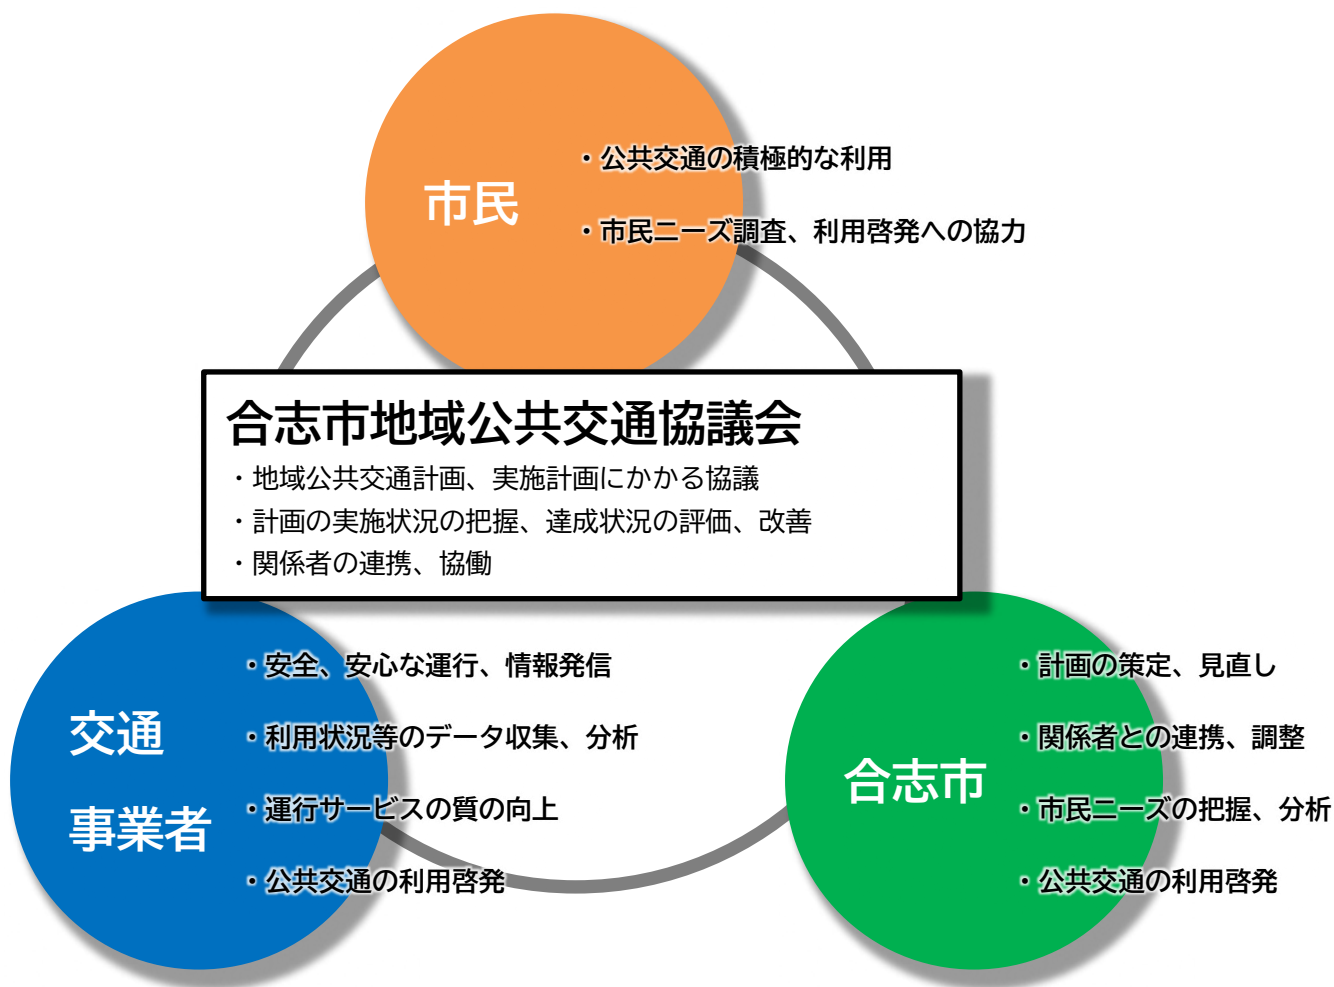 市民
・公共交通の積極的な利用
・市民ニーズ調査、利用啓発への協力
合志市地域公共交通協議会
・地域公共交通計画、実施計画にかかる協議
・計画の実施状況の把握、達成状況の評価、改善
・関係者の連携、協働
交通
事業者
・安全、安心な運行、情報発信
・利用状況等のデータ収集、分析
・運行サービスの質の向上
・公共交通の利用啓発
合志市
・計画の策定、見直し
・関係者との連携、調整
・市民ニーズの把握、分析
・公共交通の利用啓発